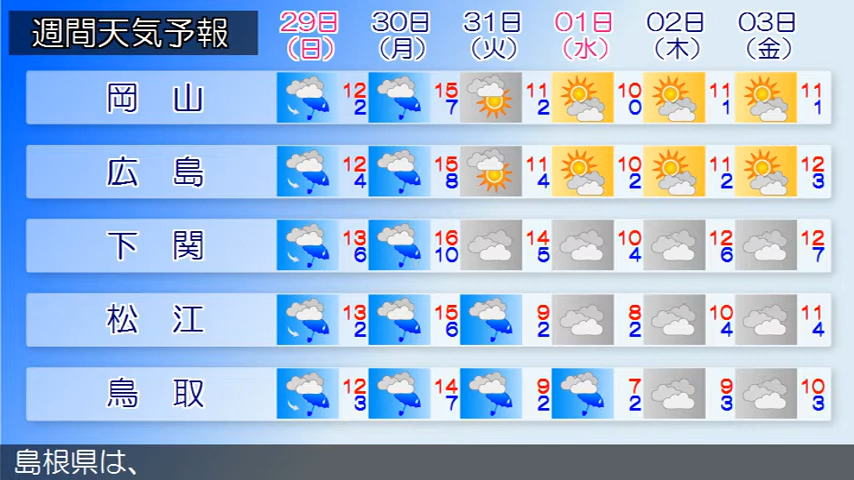 週間天気予報 29日 30日 31日 01日 02日 03日
(日) (月) (火) (水) (木) (金)
岡 山 12 15 11 10 11 11
2 7 2 0 1 1
広 島 12 15 11 10 11 12
4 8 4 2 2 3
下 関 13 16 14 10 12 12
6 10 5 4 6 7
松 江 13 15 9 8 10 11
2 6 2 2 4 4
鳥 取 12 14 9 7 9 10
3 7 2 2 3 3
島根県は、